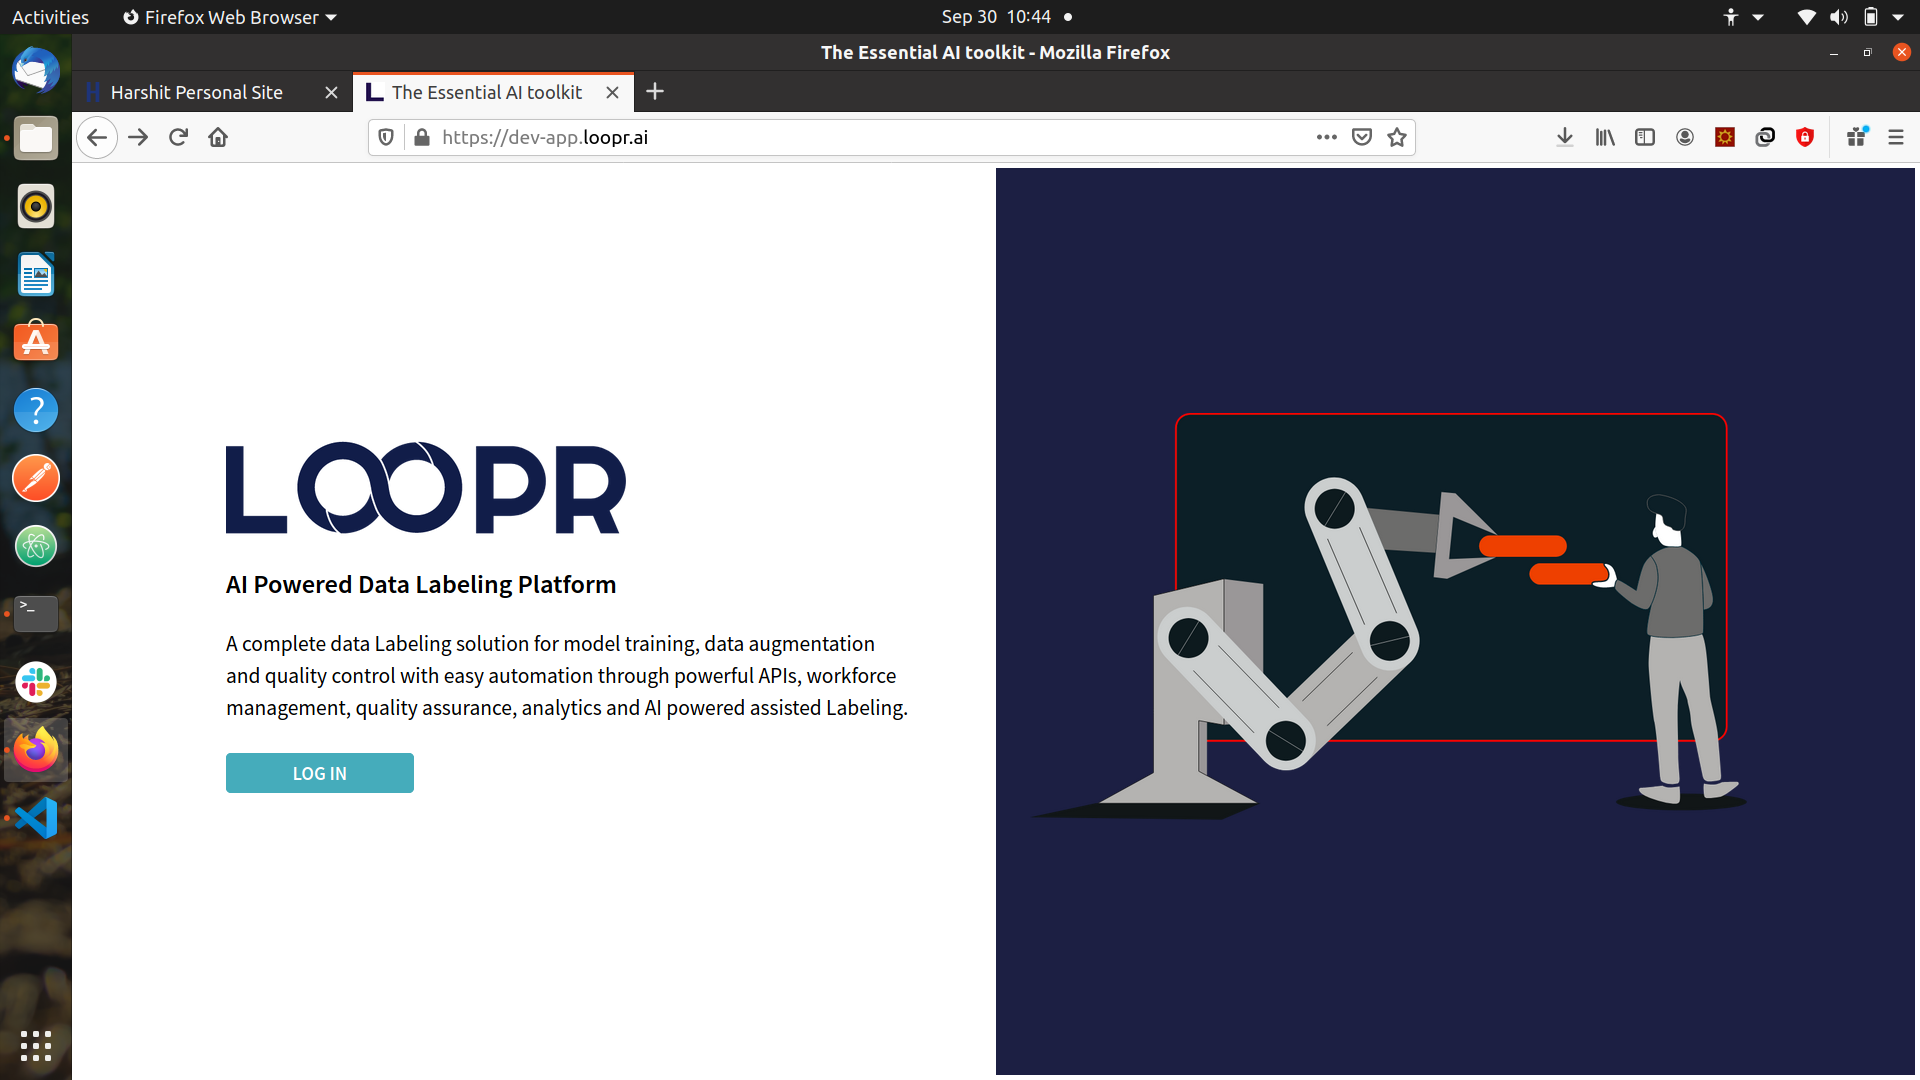 Activities
Firefox Web Browser
Sep 30 10:44
The Essential AI toolkit - Mozilla Firefox
Harshit Personal Site
The Essential AI toolkit
https://dev-app.loopr.ai
LOOPR
AI Powered Data Labeling Platform
A complete data Labeling solution for model training, data augmentation
and quality control with easy automation through powerful APIs, workforce
management, quality assurance, analytics and AI powered assisted Labeling.
LOG IN